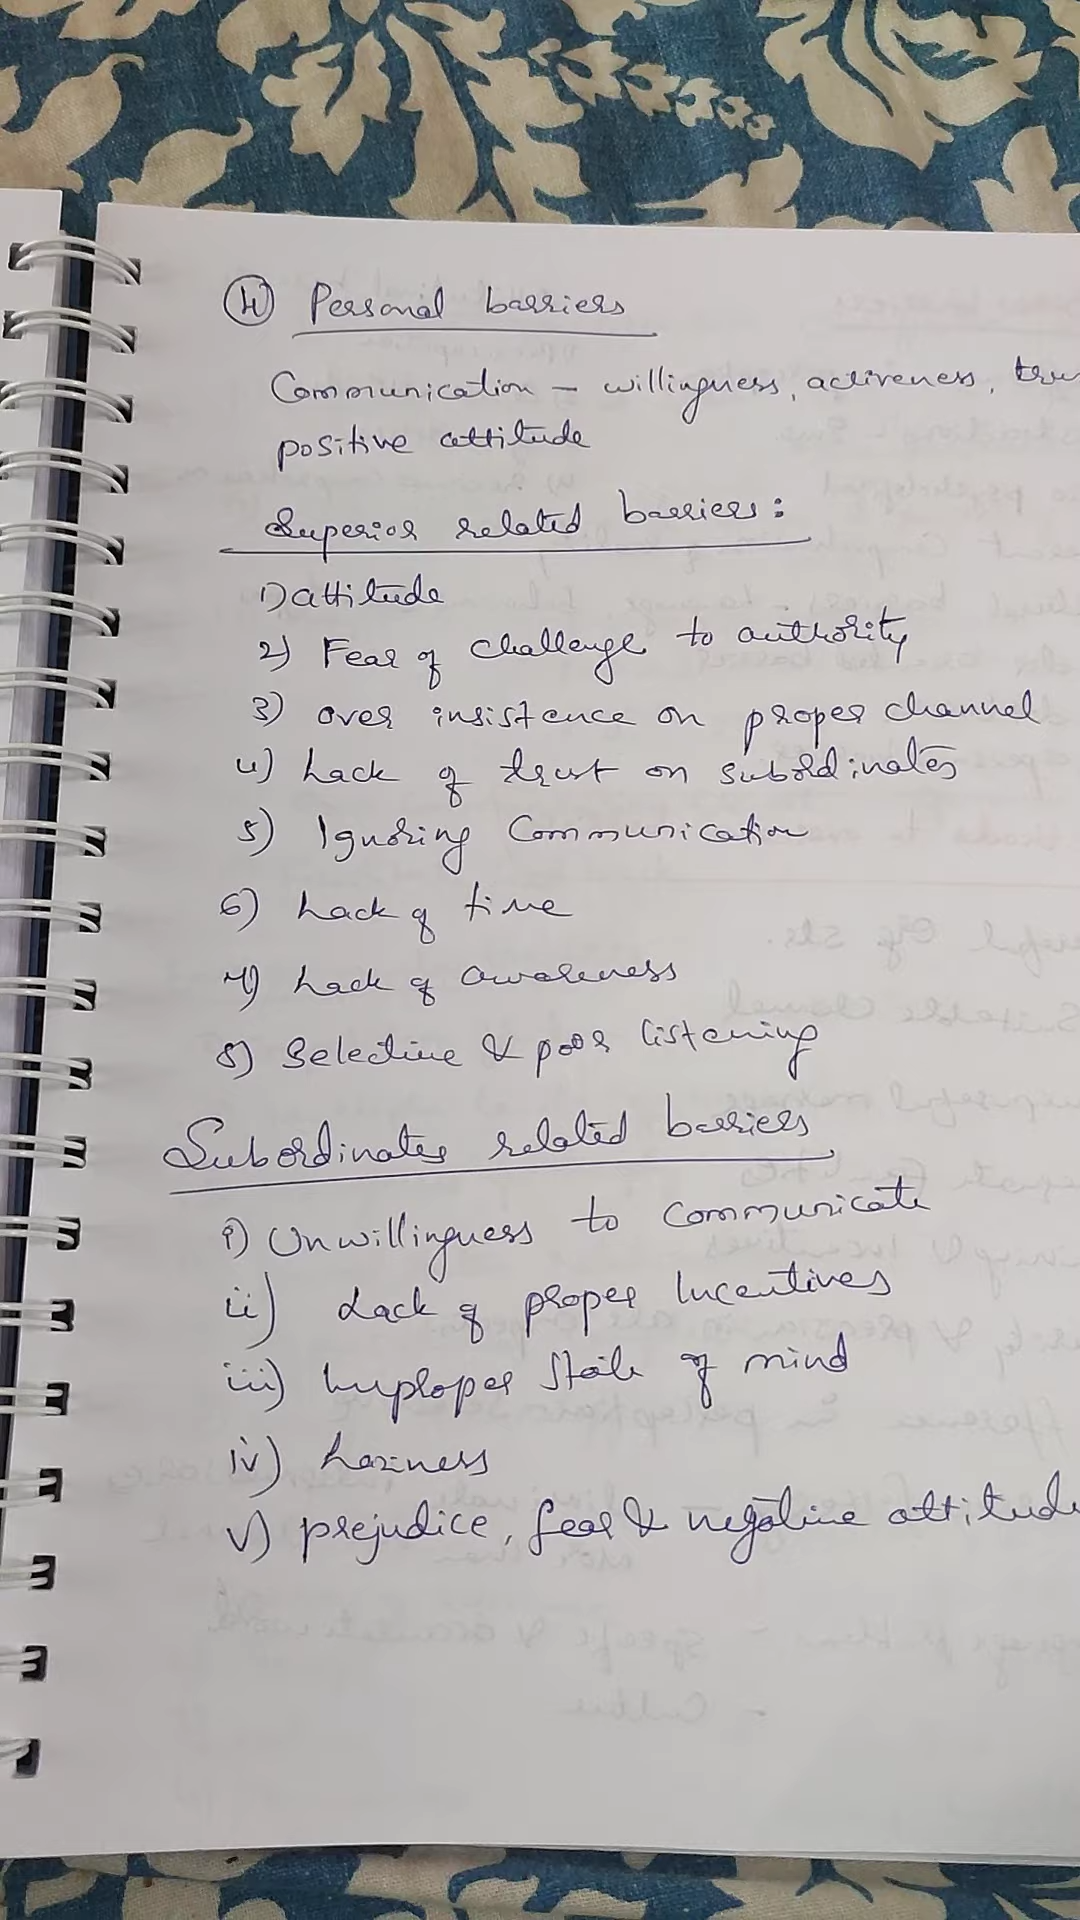 4) Personal barriers
Communication – willingness, activeness,
positive attitude
Superior related barriers:
1) attitude
2) Fear of challenge to authority
3) over insistence on proper channel
4) Lack of trust on subordinates
5) Ignoring Communication
6) Lack of time
7) Lack of awareness
8) Selective & poor listening
Subordinates related barriers
i) Unwillingness to communicate
ii) Lack of proper Incentives
iii) Improper State of mind
iv) Laziness
v) prejudice, fear & negative attitude